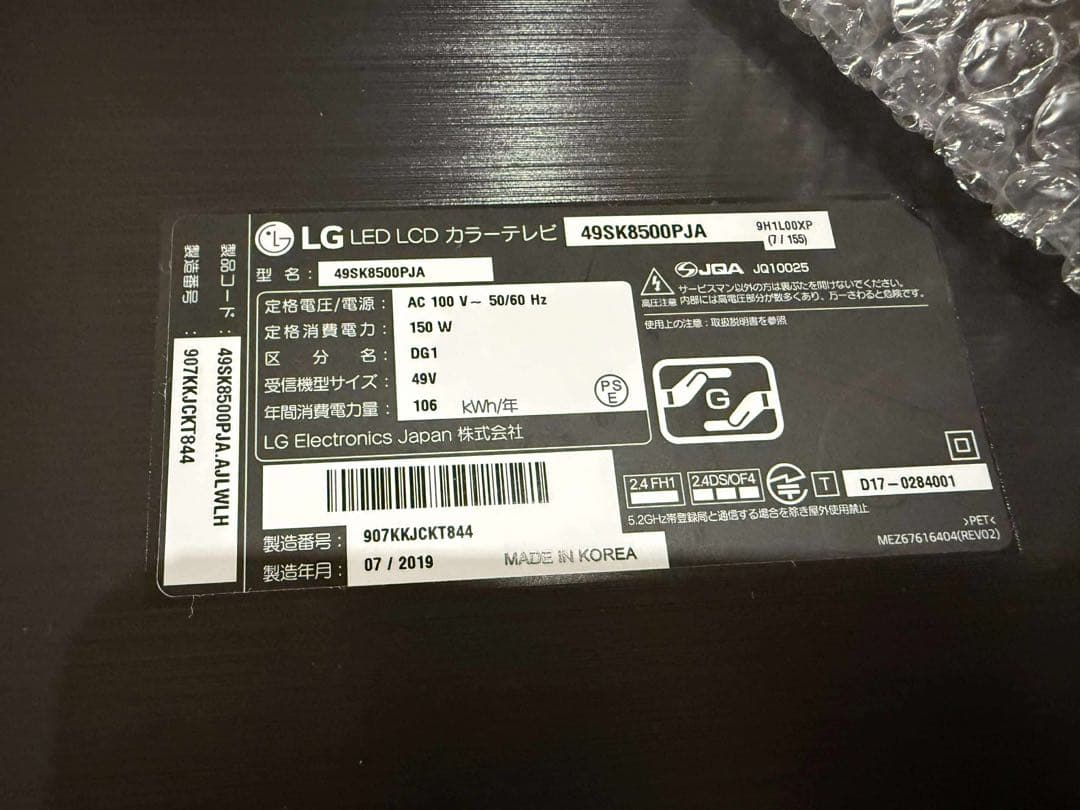 製品コード : 49SK8500PJA.AJLWLH
製造番号 : 907KKJCKT844
LG LED LCD カラーテレビ 49SK8500PJA 9H1L00XP
(7 / 155)
型 名 : 49SK8500PJA
定格電圧/電源 : AC 100 V~ 50/60 Hz
定格消費電力 : 150 W
区 分 名 : DG1
受信機型サイズ : 49V
年間消費電力量 : 106 kWh/年
PS
E
LG Electronics Japan 株式会社
製造番号 : 907KKJCKT844
製造年月 : 07 / 2019 MADE IN KOREA
JQA JQ10025
高圧注意
サービスマン以外の方は裏ぶたを開けないでください。
内部には高電圧部分が数多くあり、万一さわると危険です。
使用上の注意 : 取扱説明書を参照
G
2.4 FH1 2.4DS/OF4 T D17-0284001
5.2GHz帯登録局と通信する場合を除き屋外使用禁止
>PET<
MEZ67616404(REV02)